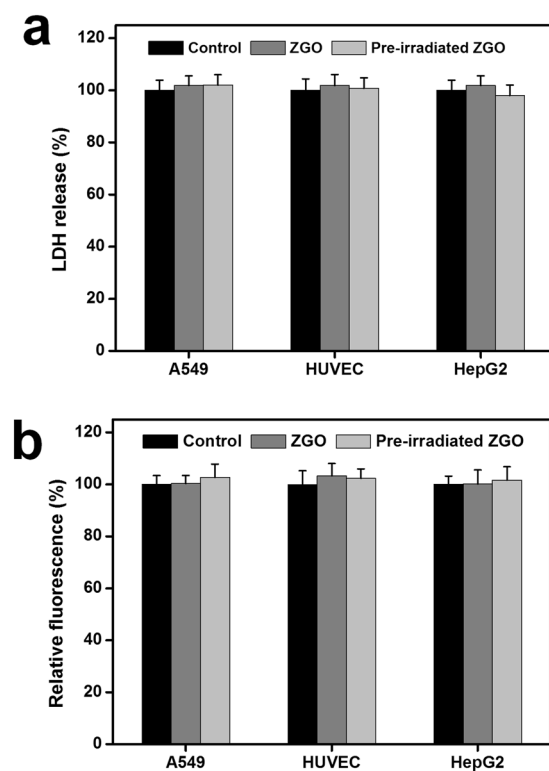 a
Control ZGO Pre-irradiated ZGO
LDH release (%)
120
100
80
60
40
20
0
A549 HUVEC HepG2
b
Control ZGO Pre-irradiated ZGO
Relative fluorescence (%)
120
100
80
60
40
20
0
A549 HUVEC HepG2